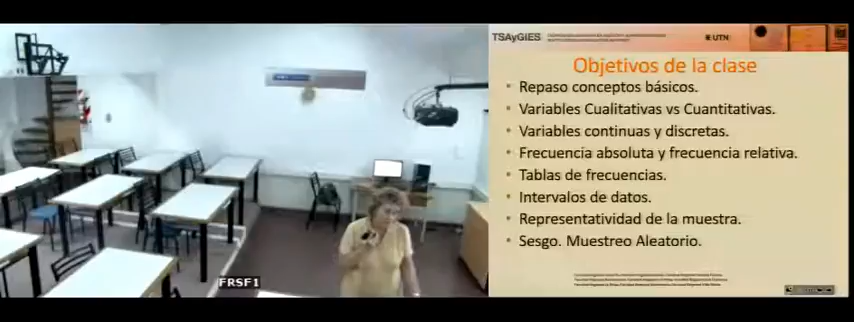 TSAyGIES
UTN
Objetivos de la clase
• Repaso conceptos básicos.
• Variables Cualitativas vs Cuantitativas.
• Variables continuas y discretas.
• Frecuencia absoluta y frecuencia relativa.
• Tablas de frecuencias.
• Intervalos de datos.
• Representatividad de la muestra.
• Sesgo. Muestreo Aleatorio.
FRSF1